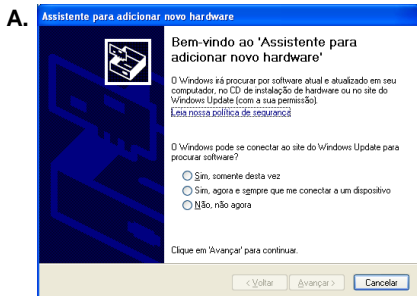 A.
Assistente para adicionar novo hardware
Bem-vindo ao 'Assistente para
adicionar novo hardware'
O Windows irá procurar por software atual e atualizado em seu
computador, no CD de instalação de hardware ou no site do
Windows Update (com a sua permissão).
Leia nossa política de segurança
O Windows pode se conectar ao site do Windows Update para
procurar software?
Sim, somente desta vez
Sim, agora e sempre que me conectar a um dispositivo
Não, não agora
Clique em 'Avançar' para continuar.
< Voltar
Avançar >
Cancelar